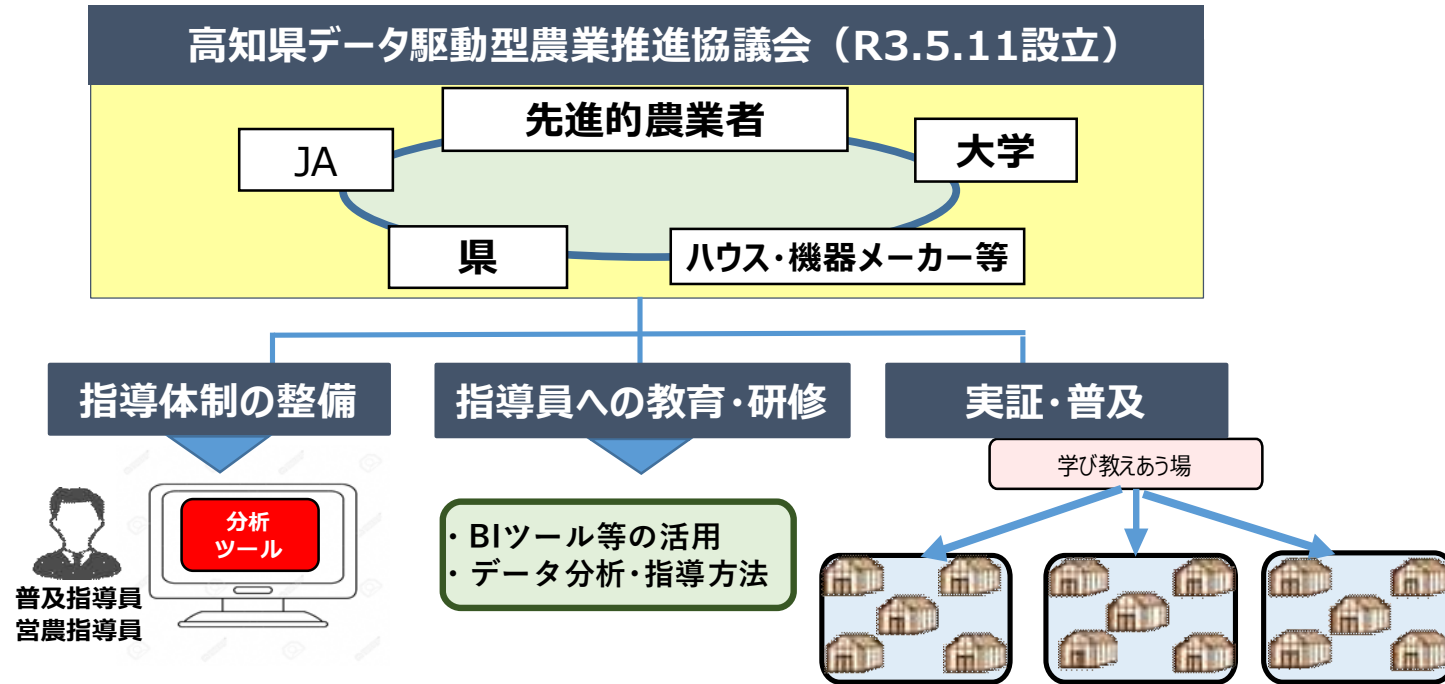 高知県データ駆動型農業推進協議会（R3.5.11設立）
先進的農業者
JA
大学
県
ハウス・機器メーカー等
指導体制の整備
指導員への教育・研修
実証・普及
学び教えあう場
分析
ツール
普及指導員
営農指導員
・BIツール等の活用
・データ分析・指導方法